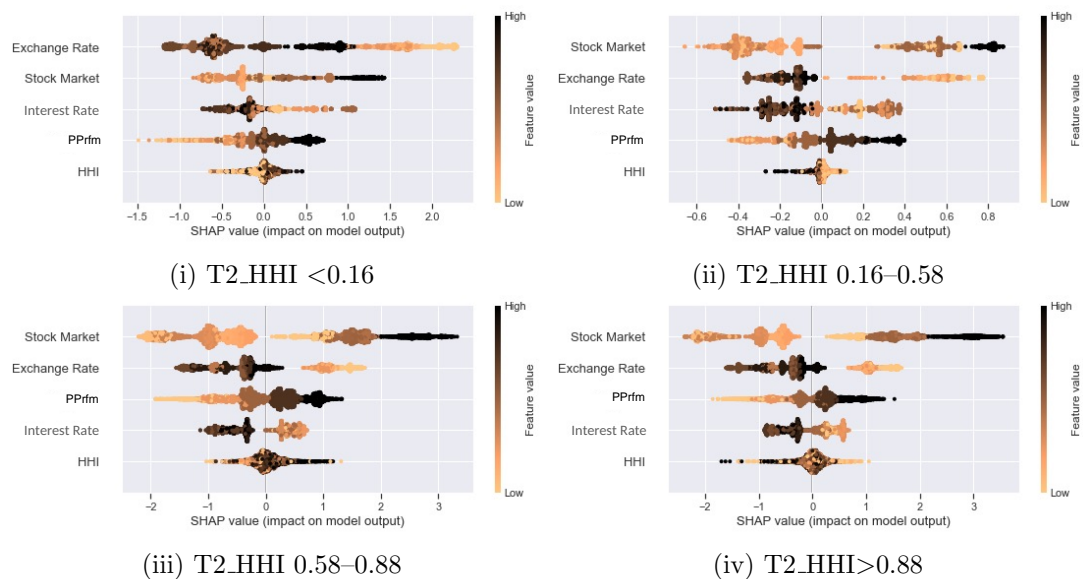 High
Exchange Rate
Stock Market
Interest Rate
PPrfm
HHI
Low
Feature value
−1.5 −1.0 −0.5 0.0 0.5 1.0 1.5 2.0
SHAP value (impact on model output)
(i) T2_HHI <0.16
High
Stock Market
Exchange Rate
Interest Rate
PPrfm
HHI
Low
Feature value
−0.6 −0.4 −0.2 0.0 0.2 0.4 0.6 0.8
SHAP value (impact on model output)
(ii) T2_HHI 0.16–0.58
High
Stock Market
Exchange Rate
PPrfm
Interest Rate
HHI
Low
Feature value
−2 −1 0 1 2 3
SHAP value (impact on model output)
(iii) T2_HHI 0.58–0.88
High
Stock Market
Exchange Rate
PPrfm
Interest Rate
HHI
Low
Feature value
−2 −1 0 1 2 3
SHAP value (impact on model output)
(iv) T2_HHI>0.88